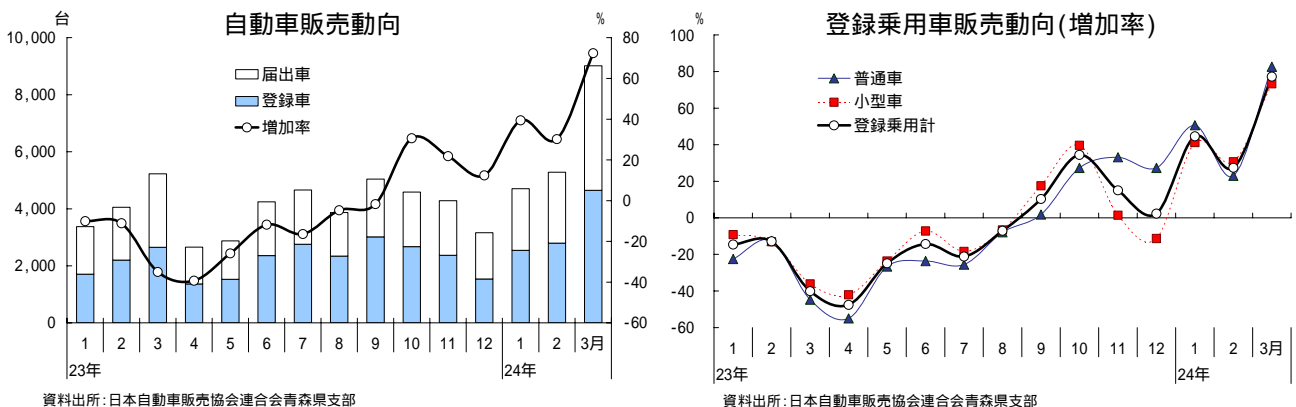 自動車販売動向
台
%
10,000
8,000
6,000
4,000
2,000
0
80
60
40
20
0
-20
-40
-60
届出車
登録車
増加率
1 2 3 4 5 6 7 8 9 10 11 12 1 2 3月
23年 24年
資料出所:日本自動車販売協会連合会青森県支部
登録乗用車販売動向(増加率)
%
100
80
60
40
20
0
-20
-40
-60
普通車
小型車
登録乗用計
1 2 3 4 5 6 7 8 9 10 11 12 1 2 3月
23年 24年
資料出所:日本自動車販売協会連合会青森県支部